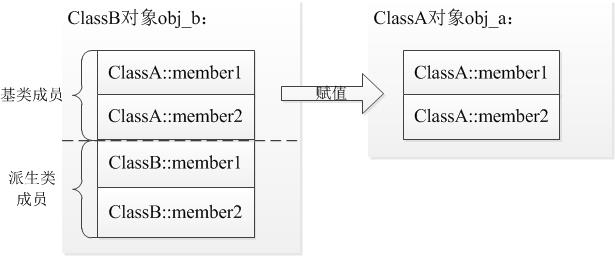 ClassB对象obj_b：
ClassA对象obj_a：
基类成员
ClassA::member1
ClassA::member2
赋值
ClassA::member1
ClassA::member2
派生类
成员
ClassB::member1
ClassB::member2